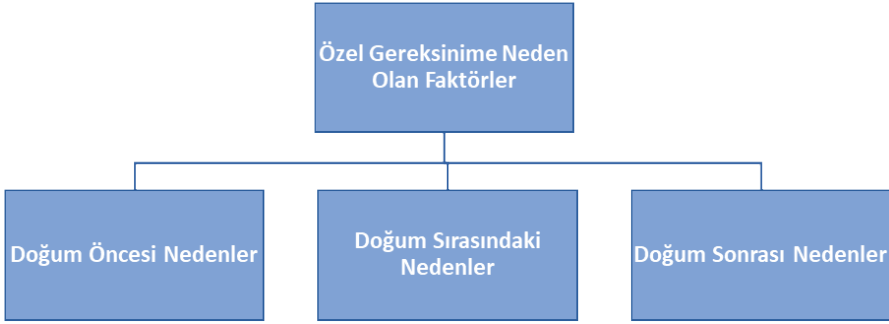 Özel Gereksinime Neden
Olan Faktörler
Doğum Öncesi Nedenler
Doğum Sırasındaki
Nedenler
Doğum Sonrası Nedenler